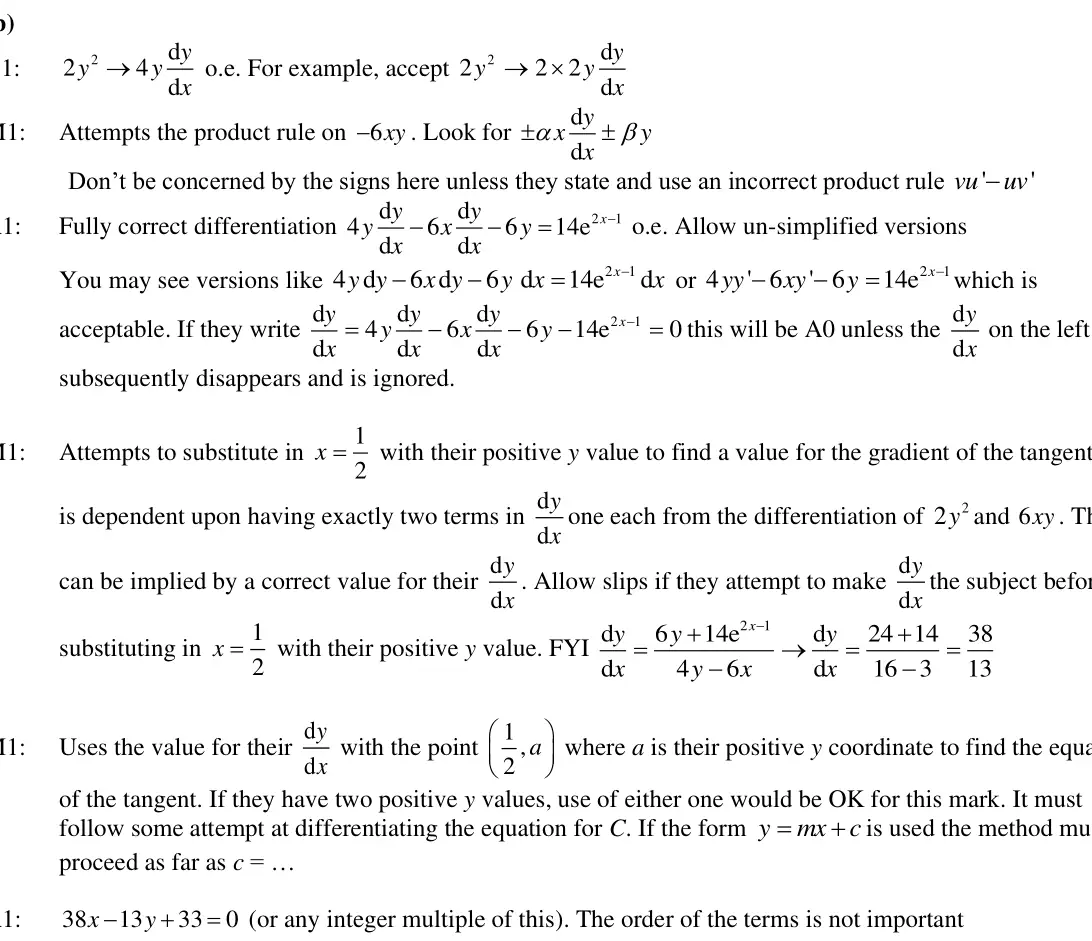 b)
1: 2y² → 4y dy/dx o.e. For example, accept 2y² → 2 × 2y dy/dx
M1: Attempts the product rule on −6xy . Look for ±αx dy/dx ± βy
Don’t be concerned by the signs here unless they state and use an incorrect product rule vu'−uv'
A1: Fully correct differentiation 4y dy/dx − 6x dy/dx − 6y = 14e^(2x−1) o.e. Allow un-simplified versions
You may see versions like 4y dy − 6x dy − 6y dx = 14e^(2x−1) dx or 4yy'− 6xy'− 6y = 14e^(2x−1) which is
acceptable. If they write dy/dx = 4y dy/dx − 6x dy/dx − 6y − 14e^(2x−1) = 0 this will be A0 unless the dy/dx on the left
subsequently disappears and is ignored.
M1: Attempts to substitute in x = 1/2 with their positive y value to find a value for the gradient of the tangent
is dependent upon having exactly two terms in dy/dx one each from the differentiation of 2y² and 6xy . Th
can be implied by a correct value for their dy/dx . Allow slips if they attempt to make dy/dx the subject befor
substituting in x = 1/2 with their positive y value. FYI dy/dx = (6y + 14e^(2x−1))/(4y − 6x) → dy/dx = (24 + 14)/(16 − 3) = 38/13
M1: Uses the value for their dy/dx with the point (1/2, a) where a is their positive y coordinate to find the equa
of the tangent. If they have two positive y values, use of either one would be OK for this mark. It must
follow some attempt at differentiating the equation for C. If the form y = mx + c is used the method mu
proceed as far as c = …
A1: 38x − 13y + 33 = 0 (or any integer multiple of this). The order of the terms is not important